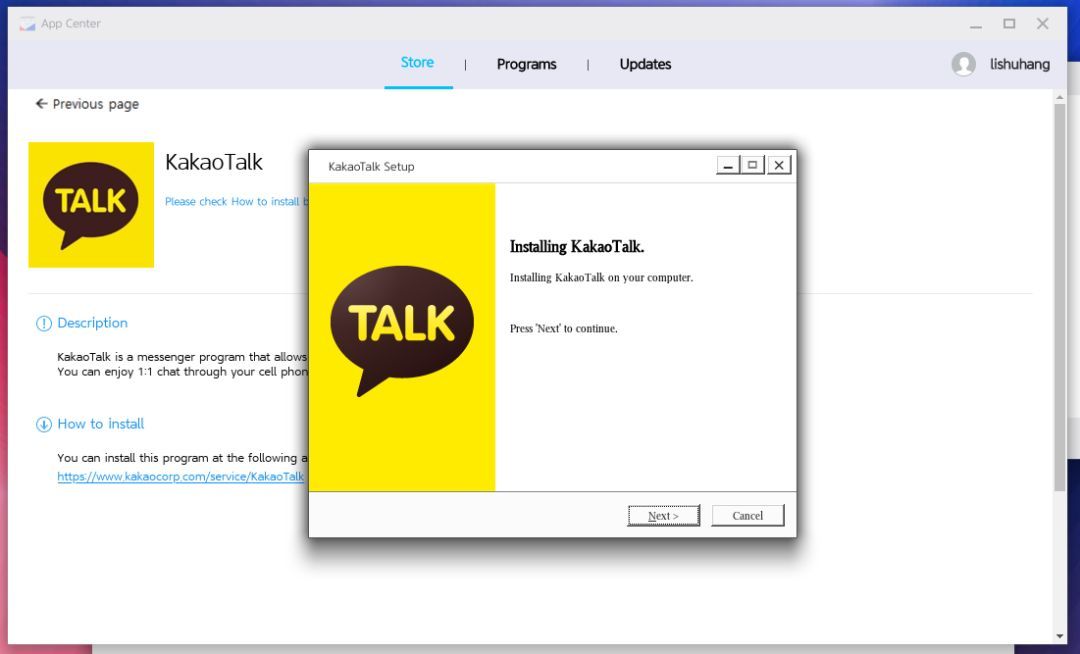 App Center
Store | Programs | Updates
lishuhang
← Previous page
TALK
KakaoTalk
Please check How to install
Description
KakaoTalk is a messenger program that allows
You can enjoy 1:1 chat through your cell phon
How to install
You can install this program at the following a
https://www.kakaocorp.com/service/KakaoTalk
KakaoTalk Setup
TALK
Installing KakaoTalk.
Installing KakaoTalk on your computer.
Press 'Next' to continue.
Next >
Cancel